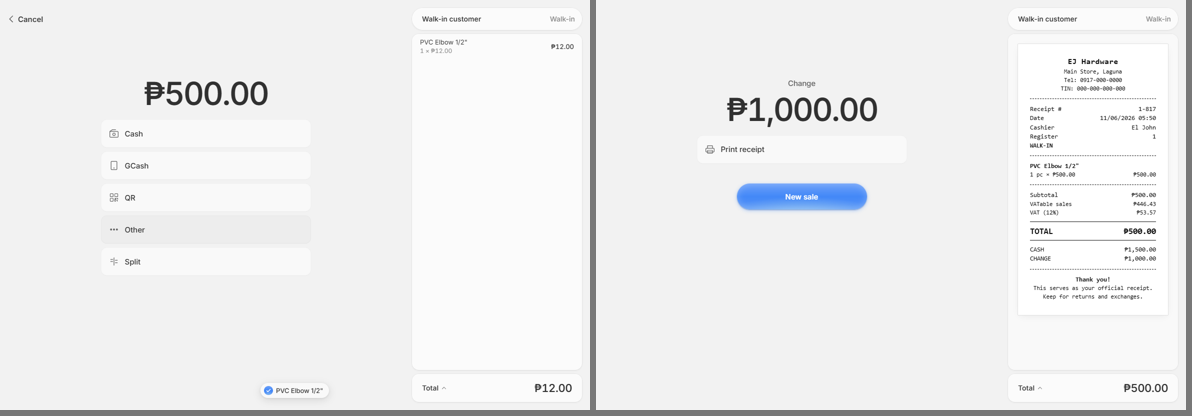 Cancel
₱500.00
Cash
GCash
QR
Other
Split
PVC Elbow 1/2"
Walk-in customer Walk-in
PVC Elbow 1/2"
1 × ₱12.00
₱12.00
Total ₱12.00
Change
₱1,000.00
Print receipt
New sale
Walk-in customer Walk-in
EJ Hardware
Main Store, Laguna
Tel: 0917-000-0000
TIN: 000-000-000-000
Receipt # 1-817
Date 11/06/2026 05:50
Cashier El John
Register 1
WALK-IN
PVC Elbow 1/2"
1 pc × ₱500.00 ₱500.00
Subtotal ₱500.00
VATable sales ₱446.43
VAT (12%) ₱53.57
TOTAL ₱500.00
CASH ₱1,500.00
CHANGE ₱1,000.00
Thank you!
This serves as your official receipt.
Keep for returns and exchanges.
Total ₱500.00